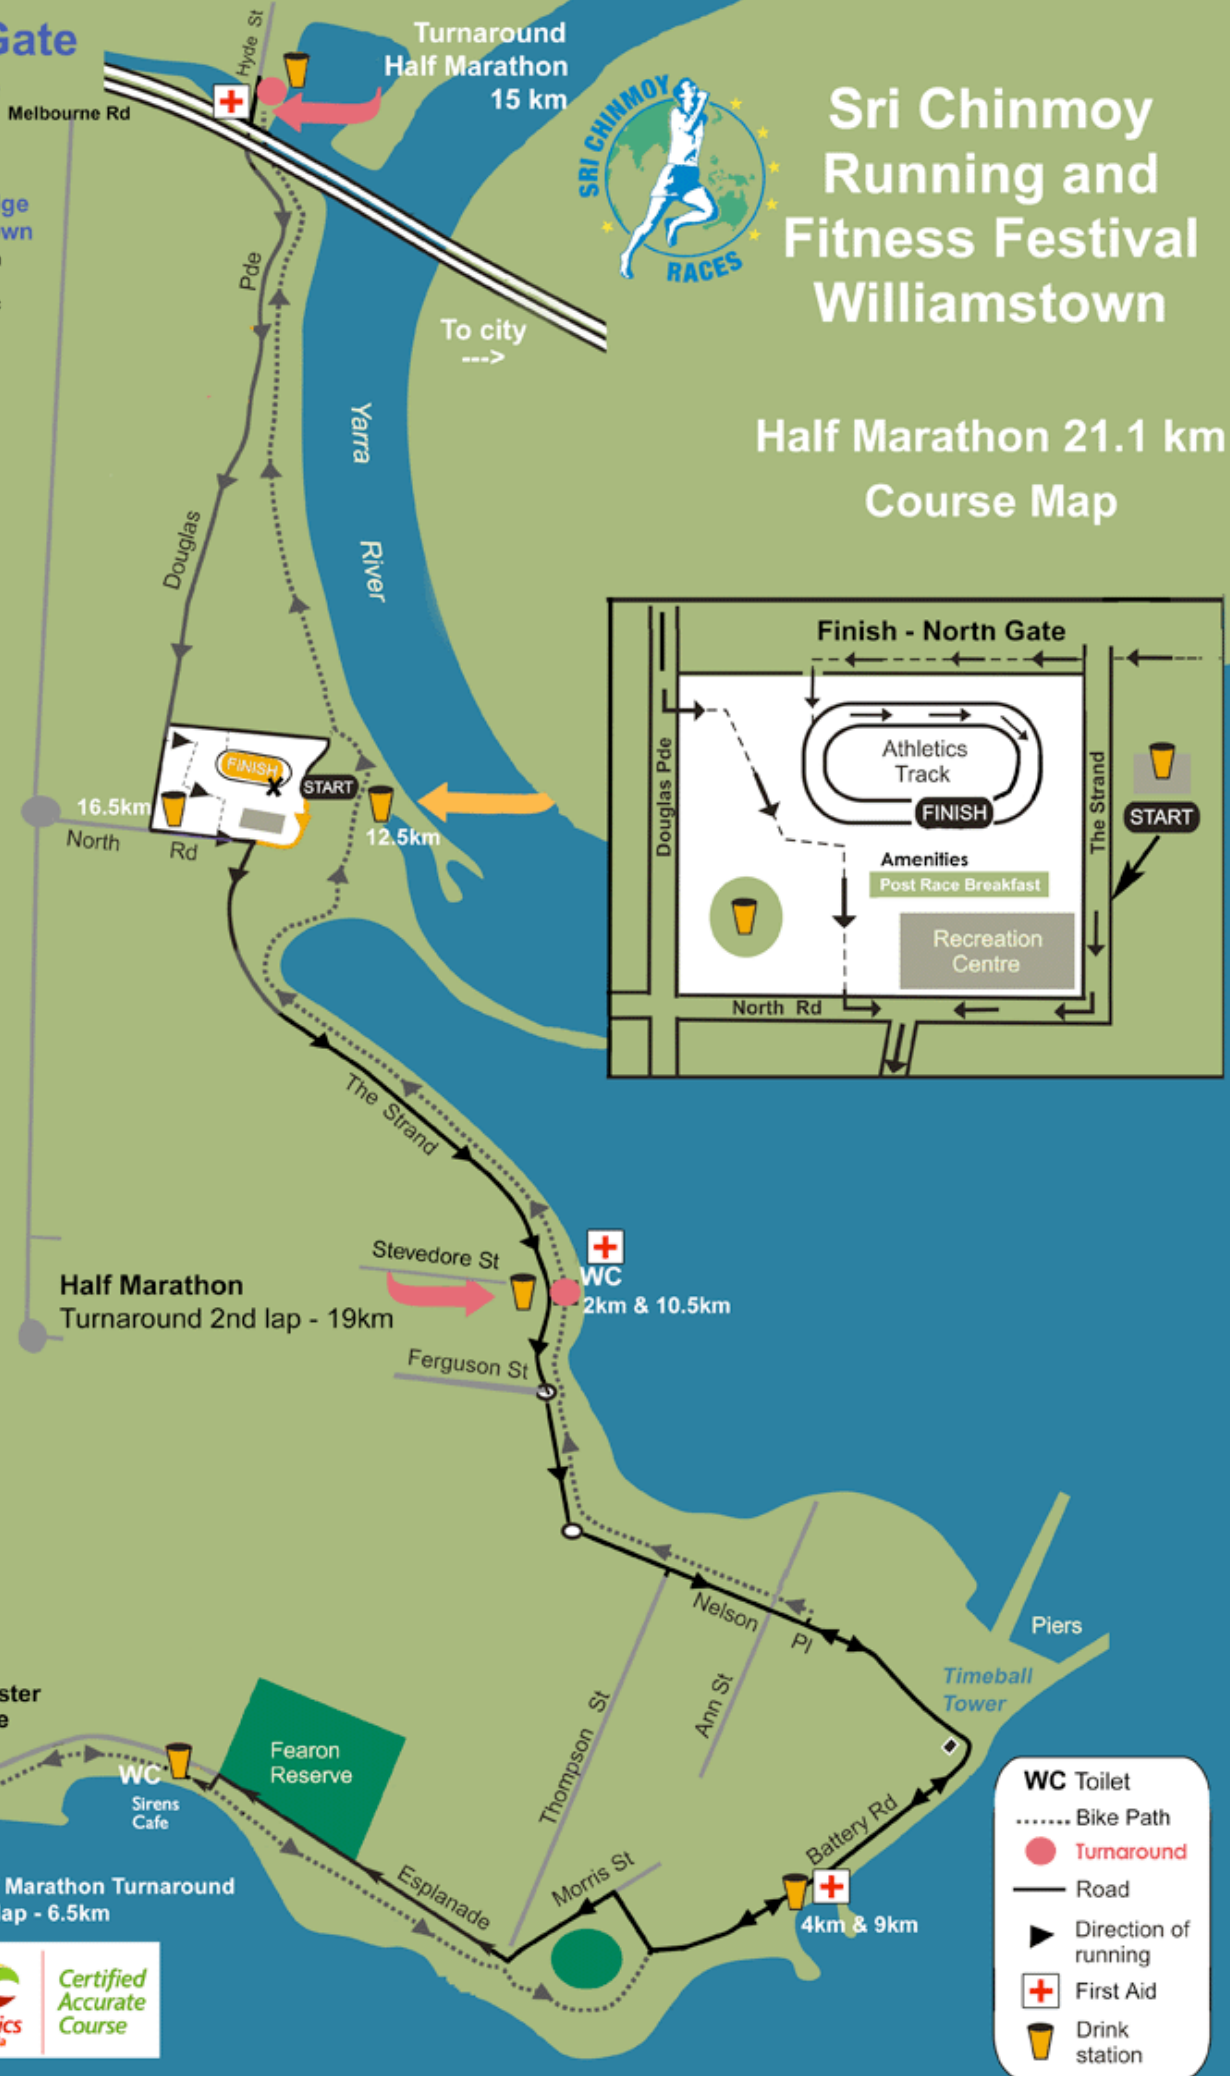 Gate
Hyde St
Melbourne Rd
Turnaround
Half Marathon
15 km
SRI CHINMOY
RACES
Sri Chinmoy
Running and
Fitness Festival
Williamstown
ge
wn
Pde
To city
--->
Yarra
River
Half Marathon 21.1 km
Course Map
Douglas
Finish - North Gate
Douglas Pde
Athletics
Track
FINISH
The Strand
START
Amenities
Post Race Breakfast
Recreation
Centre
North Rd
FINISH
START
16.5km
12.5km
North Rd
The Strand
Stevedore St
WC
2km & 10.5km
Half Marathon
Turnaround 2nd lap - 19km
Ferguson St
Nelson Pl
Piers
Timeball
Tower
Ann St
Thompson St
ster
e
Fearon
Reserve
WC
Sirens
Cafe
Battery Rd
Morris St
Esplanade
4km & 9km
Marathon Turnaround
lap - 6.5km
ics
a
Certified
Accurate
Course
WC Toilet
Bike Path
Turnaround
Road
Direction of
running
First Aid
Drink
station